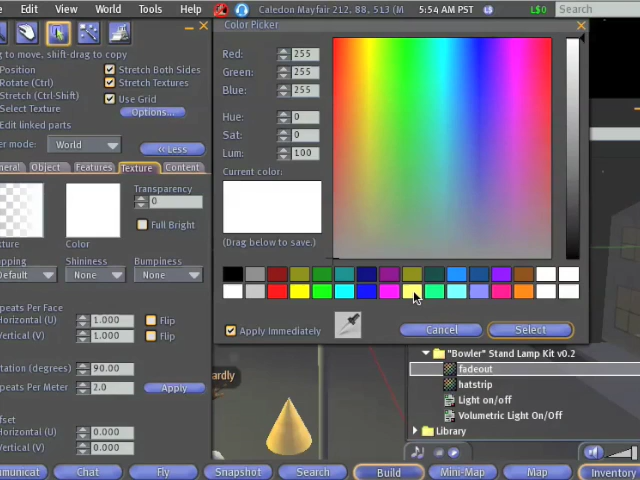 Edit View World Tools Help Caledon Mayfair 212, 88, 513 (M 5:54 AM PST L$0 Search
Color Picker
to move, shift-drag to copy
Position
Stretch Both Sides
Rotate (Ctrl)
Stretch Textures
Stretch (Ctrl-Shift)
Use Grid
Select Texture
Options...
Edit linked parts
er mode: World
<< Less
neral Object Features Texture Content
Transparency
0
Full Bright
xture Color
pping Shininess Bumpiness
Default None None
epeats Per Face
Horizontal (U) 1.000 Flip
Vertical (V) 1.000 Flip
tation (degrees) 90.00
epeats Per Meter 2.0 Apply
ffset
Horizontal (U) 0.000
Vertical (V) 0.000
Red: 255
Green: 255
Blue: 255
Hue: 0
Sat: 0
Lum: 100
Current color:
(Drag below to save.)
Apply Immediately
Cancel Select
"Bowler" Stand Lamp Kit v0.2
fadeout
hatstrip
Light on/off
Volumetric Light On/Off
Library
ardly
mmunicat Chat Fly Snapshot Search Build Mini-Map Map Inventory